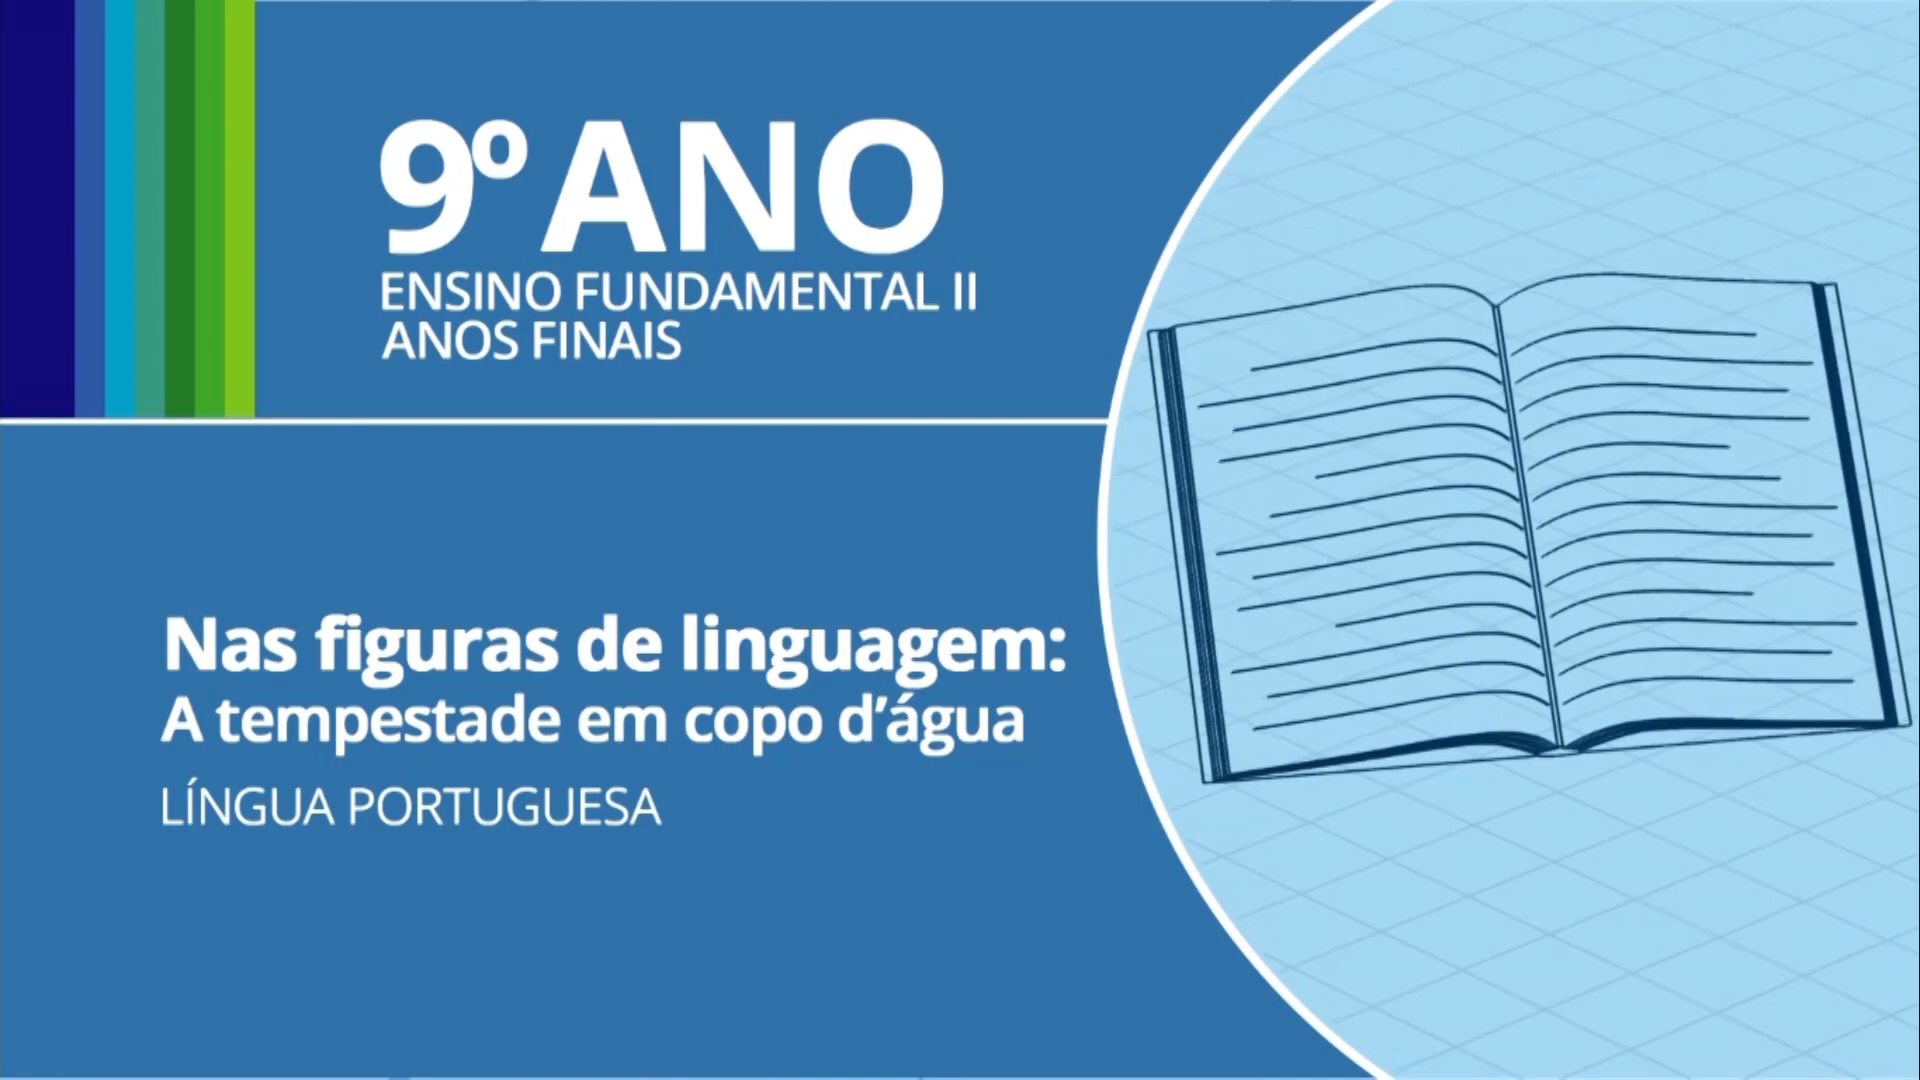 9º ANO
ENSINO FUNDAMENTAL II
ANOS FINAIS
Nas figuras de linguagem:
A tempestade em copo d’água
LÍNGUA PORTUGUESA